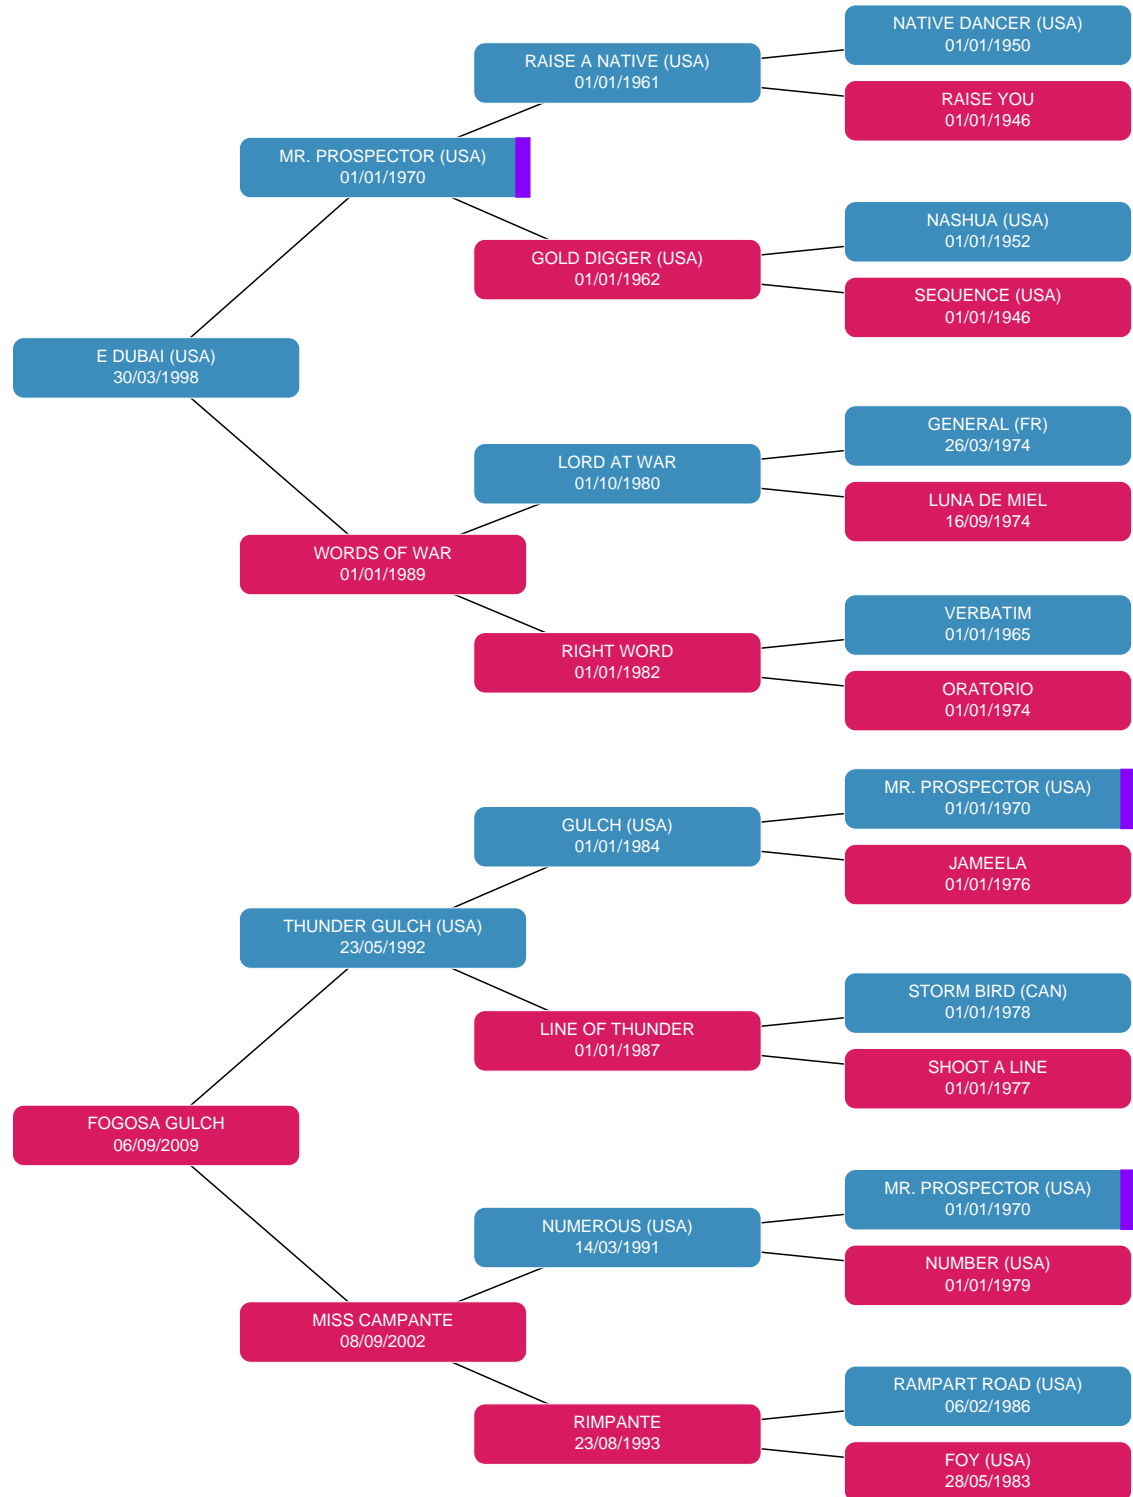 NATIVE DANCER (USA)
01/01/1950
RAISE A NATIVE (USA)
01/01/1961
RAISE YOU
01/01/1946
MR. PROSPECTOR (USA)
01/01/1970
NASHUA (USA)
01/01/1952
GOLD DIGGER (USA)
01/01/1962
SEQUENCE (USA)
01/01/1946
E DUBAI (USA)
30/03/1998
GENERAL (FR)
26/03/1974
LORD AT WAR
01/10/1980
LUNA DE MIEL
16/09/1974
WORDS OF WAR
01/01/1989
VERBATIM
01/01/1965
RIGHT WORD
01/01/1982
ORATORIO
01/01/1974
MR. PROSPECTOR (USA)
01/01/1970
GULCH (USA)
01/01/1984
JAMEELA
01/01/1976
THUNDER GULCH (USA)
23/05/1992
STORM BIRD (CAN)
01/01/1978
LINE OF THUNDER
01/01/1987
SHOOT A LINE
01/01/1977
FOGOSA GULCH
06/09/2009
MR. PROSPECTOR (USA)
01/01/1970
NUMEROUS (USA)
14/03/1991
NUMBER (USA)
01/01/1979
MISS CAMPANTE
08/09/2002
RAMPART ROAD (USA)
06/02/1986
RIMPANTE
23/08/1993
FOY (USA)
28/05/1983